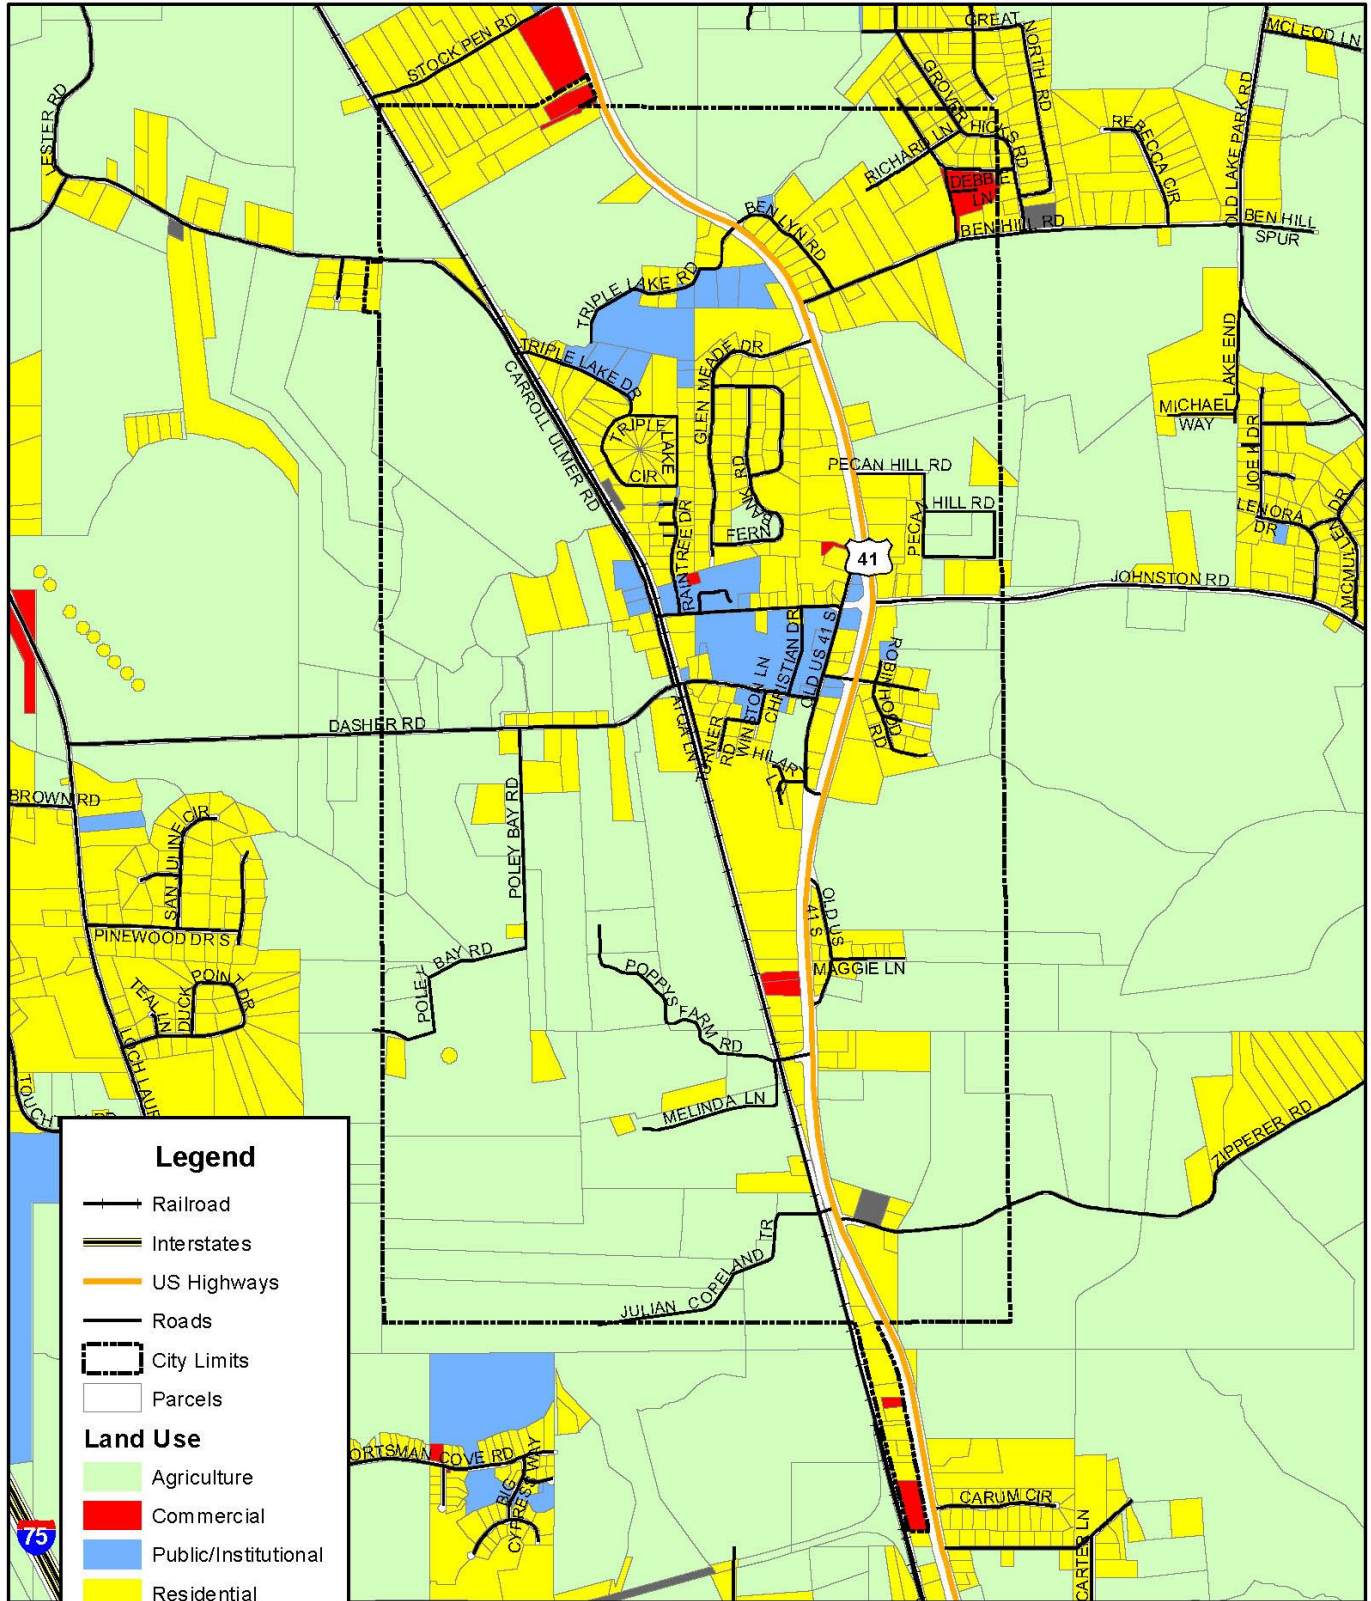 STOCK PEN RD
GREAT NORTH RD
MCLEOD LN
LESTER RD
GROVER HICKS RD
RICHARD LN
REBECCA CIR
OLD LAKE PARK RD
DEBBIE
LN
BEN HILL RD
BEN HILL
SPUR
BEN LYN RD
TRIPLE LAKE RD
TRIPLE LAKE DR
CARROLL ULMER RD
GLEN MEADE DR
LAKE END
MICHAEL
WAY
JOE K DR
TRIPLE
LAKE
CIR
PECAN HILL RD
HILL RD
FERN
BANK RD
RAINTREE DR
LENORA
DR
MCMULLEN DR
41
JOHNSTON RD
CHRISTIAN DR
OLD US 41 S
ROBINHOOD
RD
WINSTON LN
DASHER RD
TURNER
RD
HILARY
BROWN RD
POLEY BAY RD
SAN JULINE CIR
PINEWOOD DR S
OLD US
41 S
MAGGIE LN
POLEY BAY RD
POPPYS FARM RD
TEAL LN
DUCK
POINT DR
LOCH LAUR
MELINDA LN
ZIPPERER RD
JULIAN COPELAND TR
Legend
Railroad
Interstates
US Highways
Roads
City Limits
Parcels
Land Use
Agriculture
Commercial
Public/Institutional
Residential
ORTSMAN COVE RD
BIG
CYPRESS WAY
CARUM CIR
CARTER LN
75